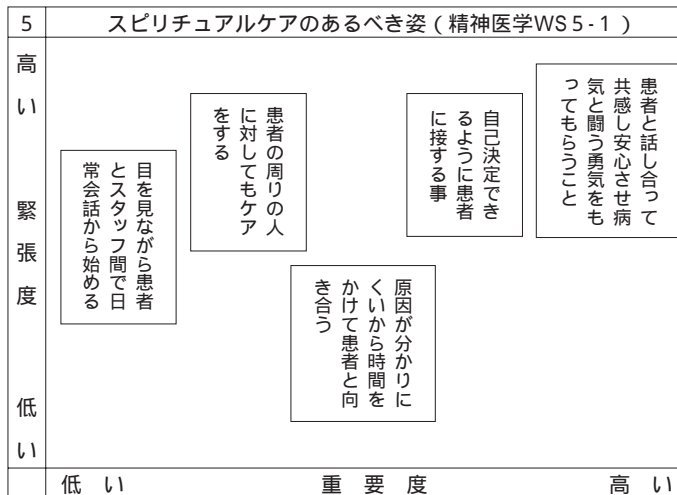 5 スピリチュアルケアのあるべき姿(精神医学WS5-1)
高い 緊張度 低い
目を見ながら患者
とスタッフ間で日
常会話から始める
患者の周りの人
に対してもケア
をする
原因が分かりに
くいから時間を
かけて患者と向
き合う
自己決定でき
るように患者
に接する事
患者と話し合って
共感し安心させ病
気と闘う勇気をも
ってもらうこと
低い 重要度 高い